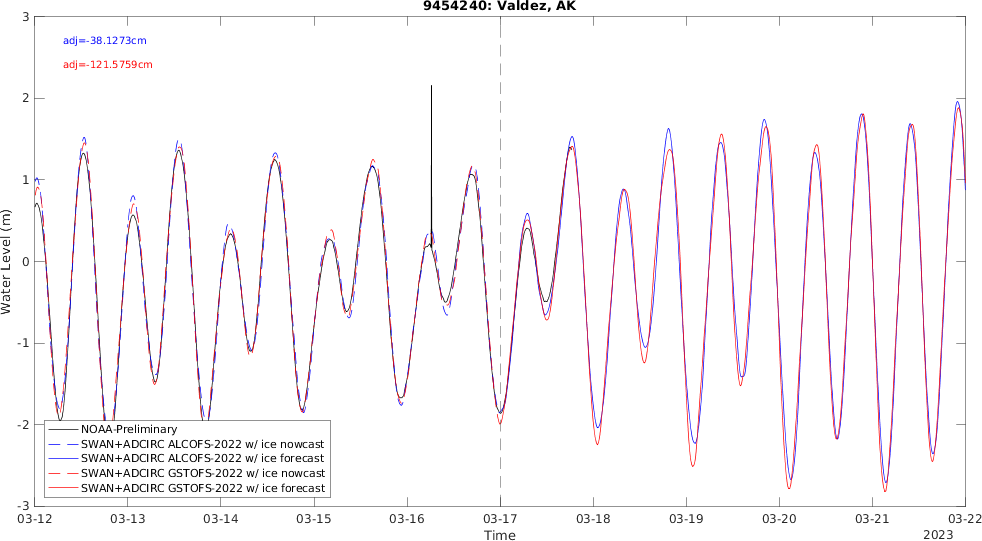 9454240: Valdez, AK
adj=-38.1273cm
adj=-121.5759cm
Water Level (m)
3
2
1
0
-1
-2
-3
NOAA-Preliminary
SWAN+ADCIRC ALCOFS-2022 w/ ice nowcast
SWAN+ADCIRC ALCOFS-2022 w/ ice forecast
SWAN+ADCIRC GSTOFS-2022 w/ ice nowcast
SWAN+ADCIRC GSTOFS-2022 w/ ice forecast
03-12 03-13 03-14 03-15 03-16 03-17 03-18 03-19 03-20 03-21 03-22
Time
2023